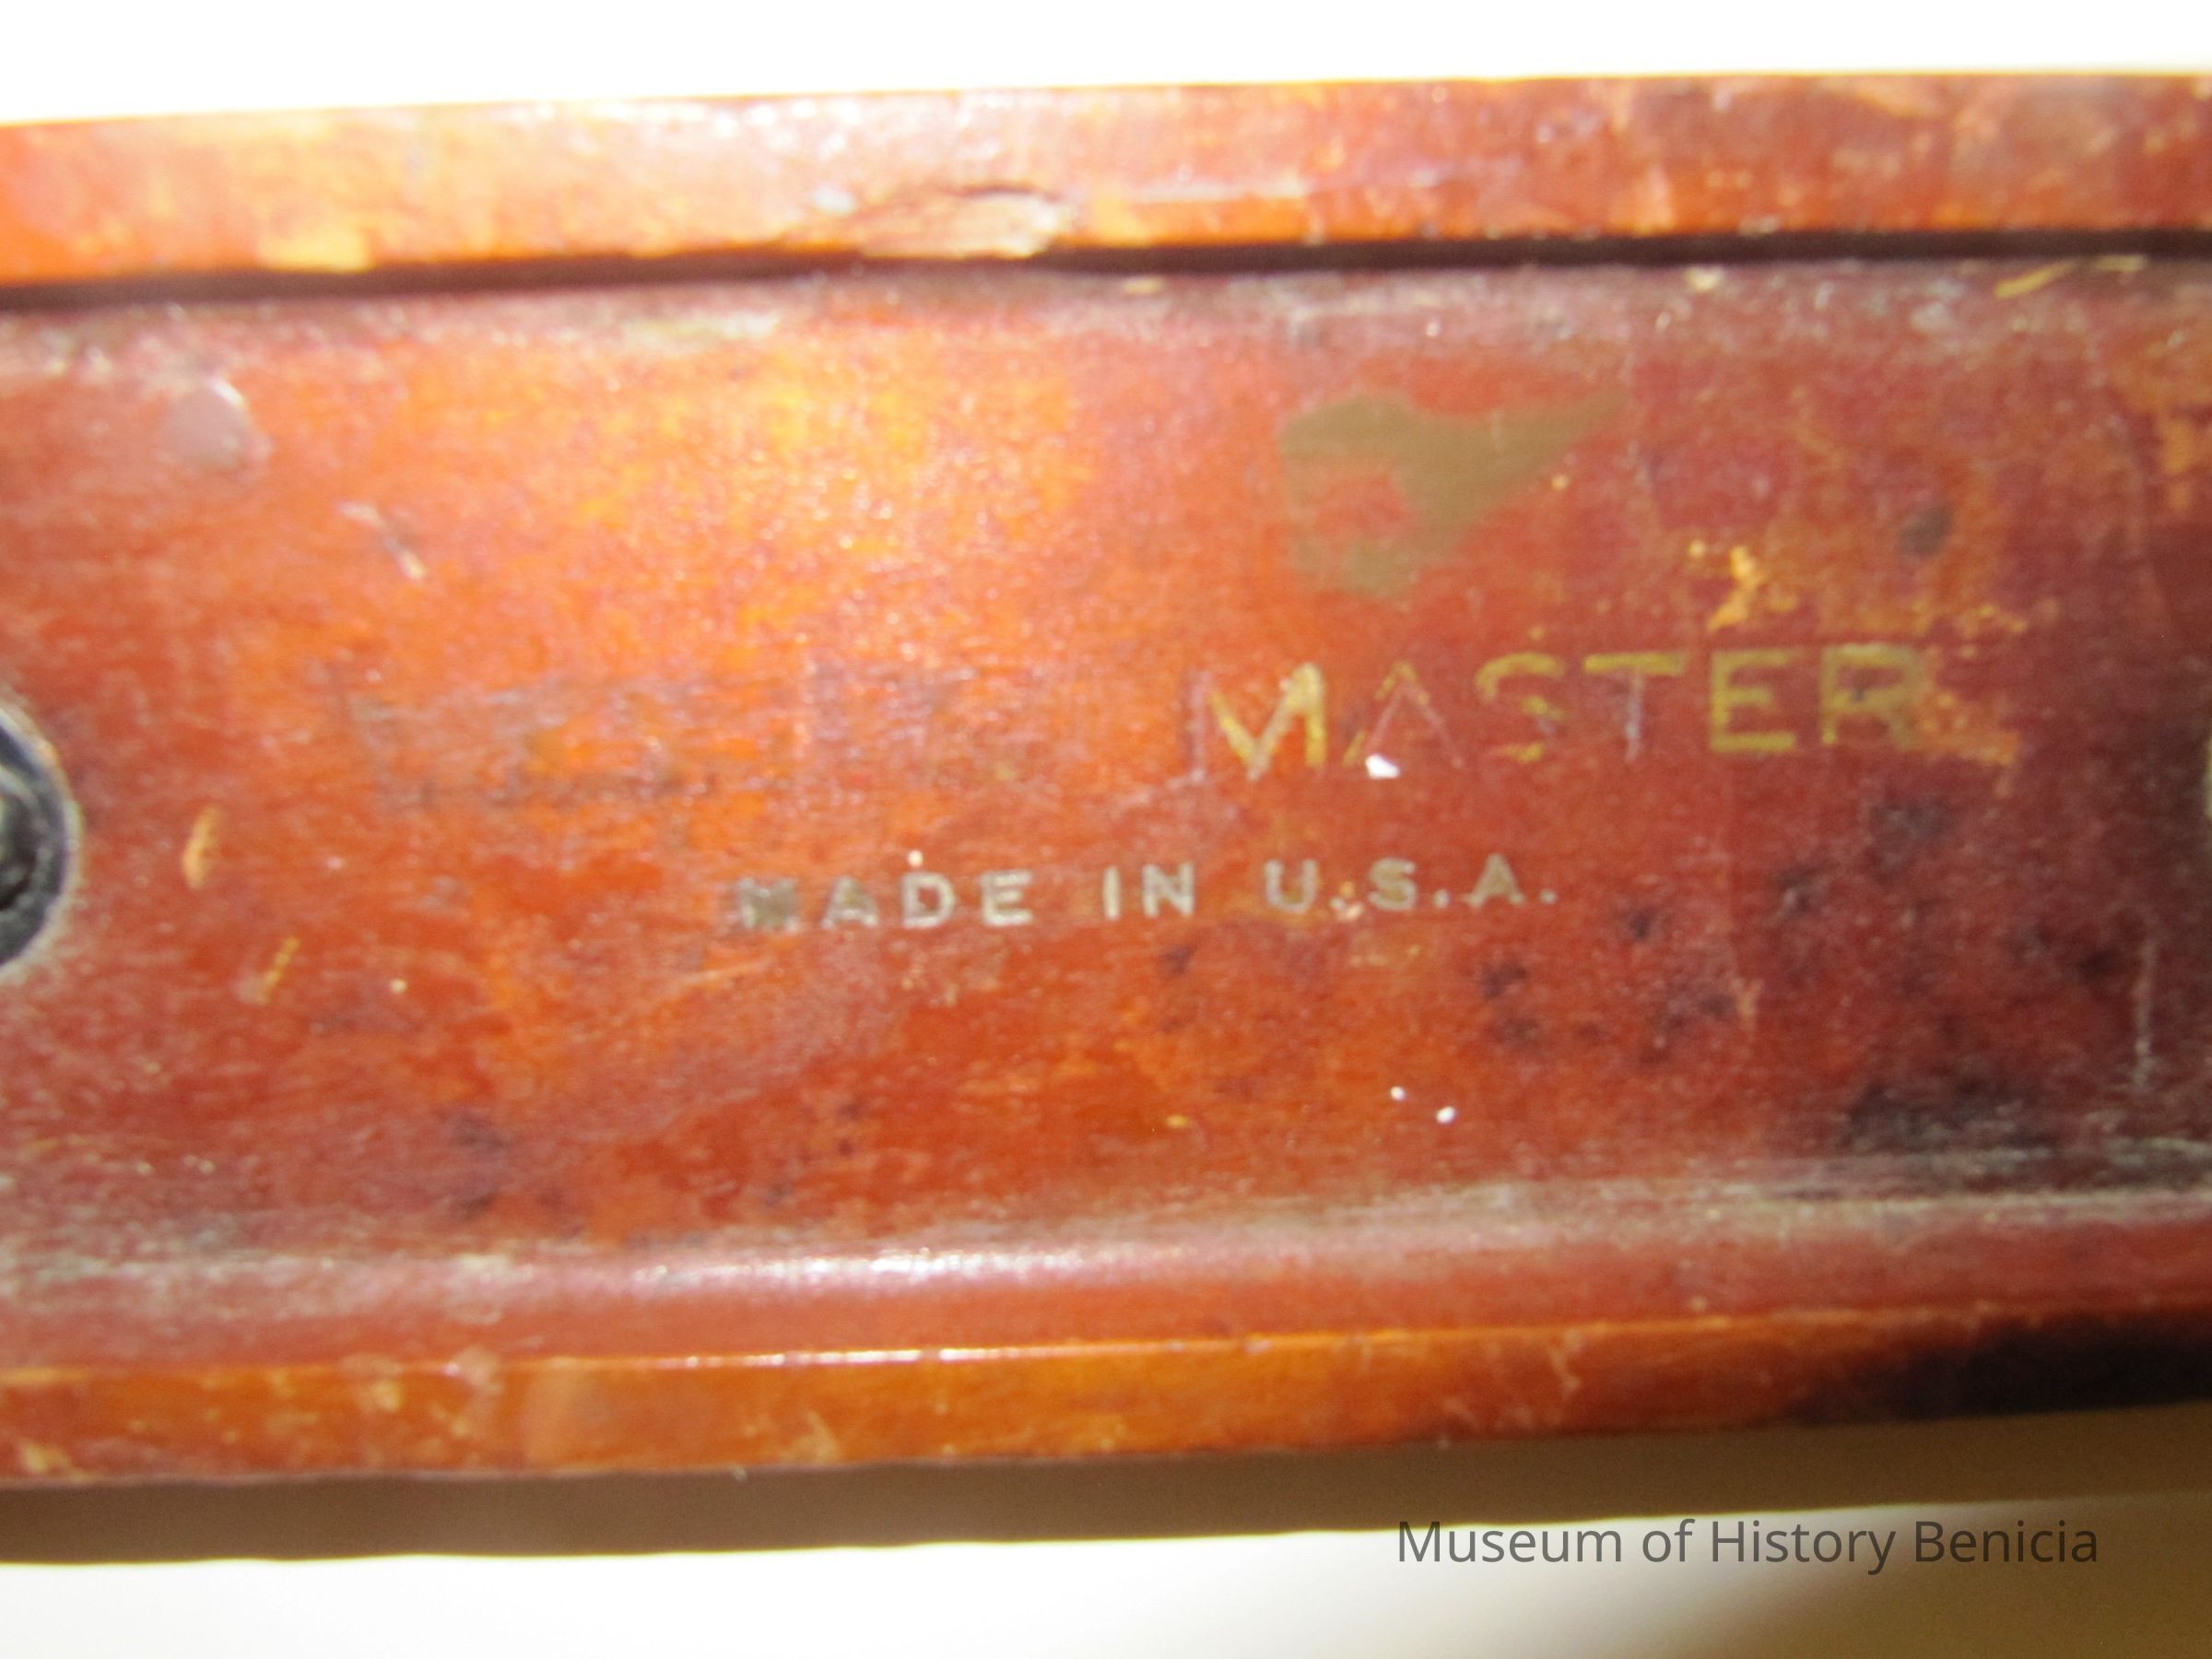 MASTER
MADE IN U.S.A.
Museum of History Benicia